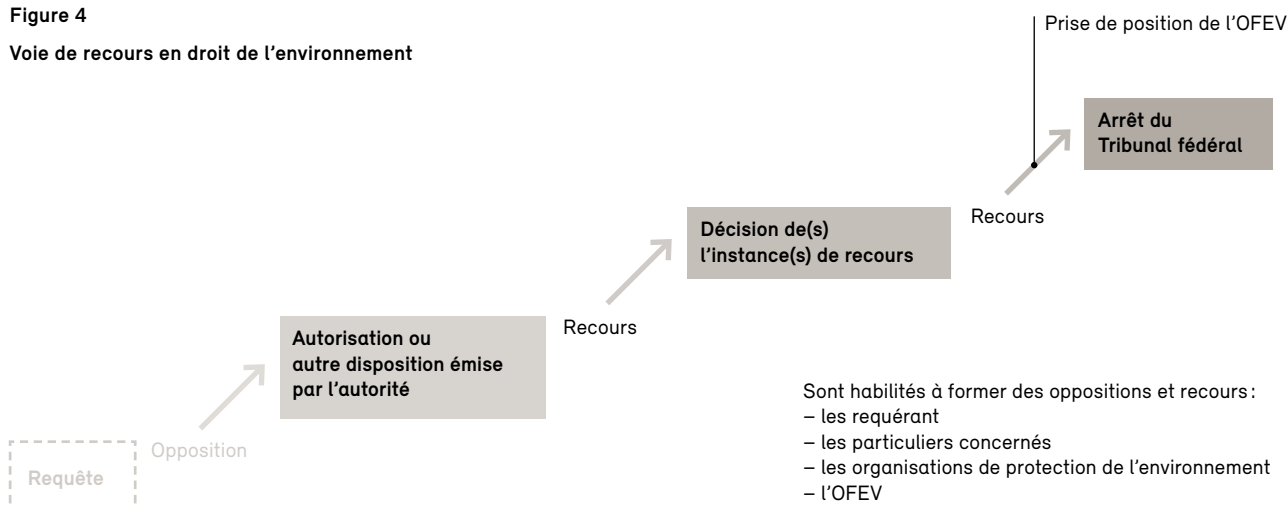 Figure 4
Voie de recours en droit de l'environnement
Prise de position de l'OFEV
Arrêt du
Tribunal fédéral
Recours
Décision de(s)
l'instance(s) de recours
Recours
Autorisation ou
autre disposition émise
par l'autorité
Opposition
Requête
Sont habilités à former des oppositions et recours :
– les requérant
– les particuliers concernés
– les organisations de protection de l'environnement
– l'OFEV